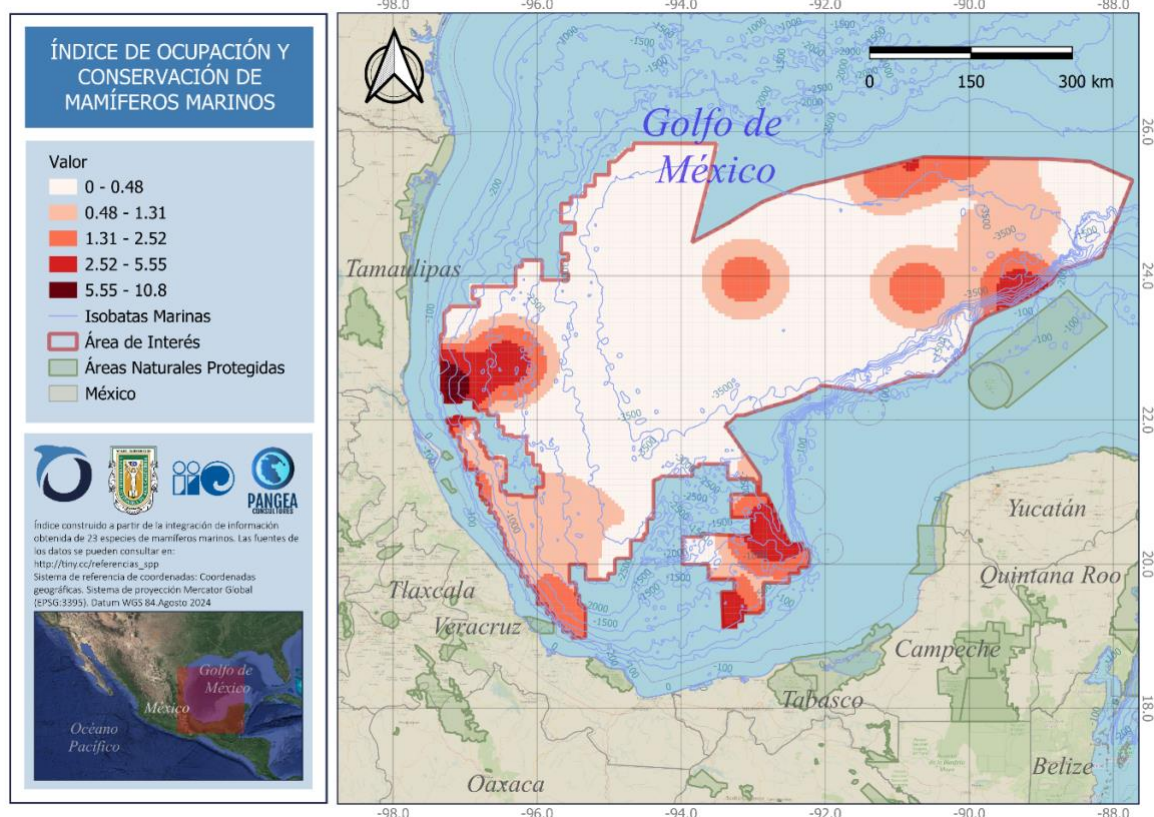 ÍNDICE DE OCUPACIÓN Y
CONSERVACIÓN DE
MAMÍFEROS MARINOS
Valor
0 - 0.48
0.48 - 1.31
1.31 - 2.52
2.52 - 5.55
5.55 - 10.8
Isobatas Marinas
Área de Interés
Áreas Naturales Protegidas
México
PANGEA
CONSULTORES
Índice construido a partir de la integración de información
obtenida de 23 especies de mamíferos marinos. Las fuentes de
los datos se pueden consultar en:
http://tiny.cc/referencias_spp
Sistema de referencia de coordenadas: Coordenadas
geográficas. Sistema de proyección Mercator Global
(EPSG:3395). Datum WGS 84.Agosto 2024
Golfo de
México
México
Océano
Pacífico
-98.0 -96.0 -94.0 -92.0 -90.0 -88.0
0 150 300 km
Golfo de
México
26.0
24.0
22.0
20.0
18.0
Tamaulipas
Yucatán
Quintana Roo
Tlaxcala
Veracruz
Campeche
Tabasco
Belize
Oaxaca
-98.0 -96.0 -94.0 -92.0 -90.0 -88.0